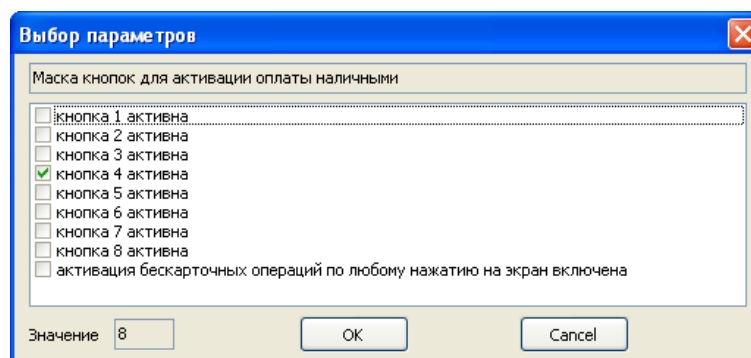 Выбор параметров
Маска кнопок для активации оплаты наличными
кнопка 1 активна
кнопка 2 активна
кнопка 3 активна
кнопка 4 активна
кнопка 5 активна
кнопка 6 активна
кнопка 7 активна
кнопка 8 активна
активация бескарточных операций по любому нажатию на экран включена
Значение 8 OK Cancel